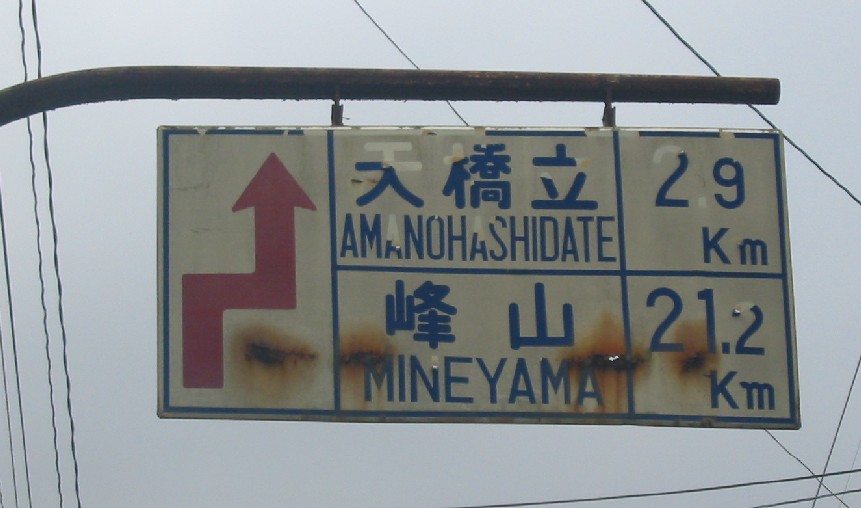 天橋立 2.9
AMANOHASHIDATE Km
峰山 21.2
MINEYAMA Km